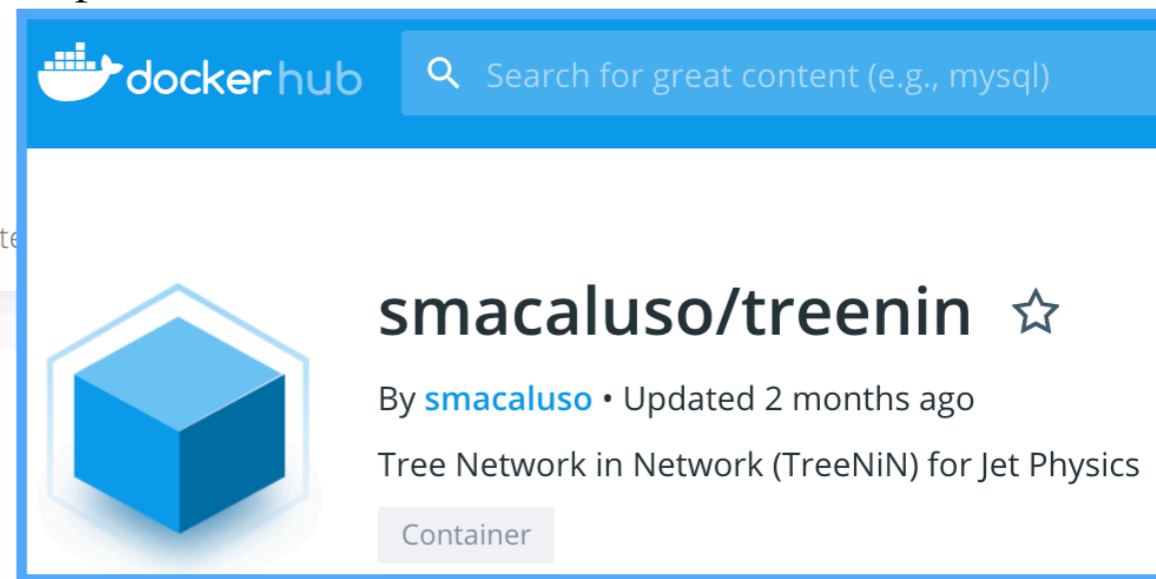 dockerhub
Search for great content (e.g., mysql)
smacaluso/treenin
By smacaluso • Updated 2 months ago
Tree Network in Network (TreeNiN) for Jet Physics
Container